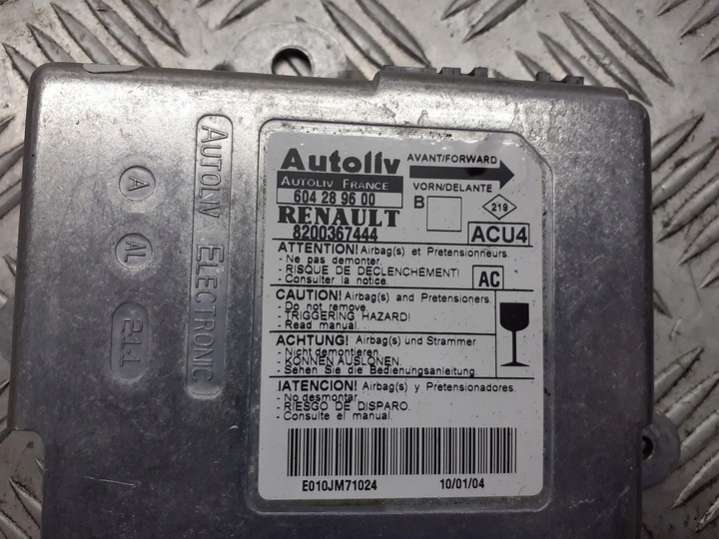 AUTOLIV ELECTRONIC
A
AL
211
Autoliv
AUTOLIV FRANCE
604 28 96 00
RENAULT
8200367444
AVANT/FORWARD
VORN/DELANTE
B
219
ACU4
ATTENTION! Airbag(s) et Pretensionneurs.
- Ne pas demonter.
- RISQUE DE DECLENCHEMENT!
- Consulter la notice.
AC
CAUTION! Airbag(s) and Pretensioners.
- Do not remove.
- TRIGGERING HAZARD!
- Read manual.
ACHTUNG! Airbag(s) und Strammer
- Nicht demontieren.
- KONNEN AUSLONEN.
- Sehen Sie die Bedienungsanleitung.
!ATENCION! Airbag(s) y Pretensionadores.
- No desmontar.
- RIESGO DE DISPARO.
- Consulte el manual.
E010JM71024
10/01/04